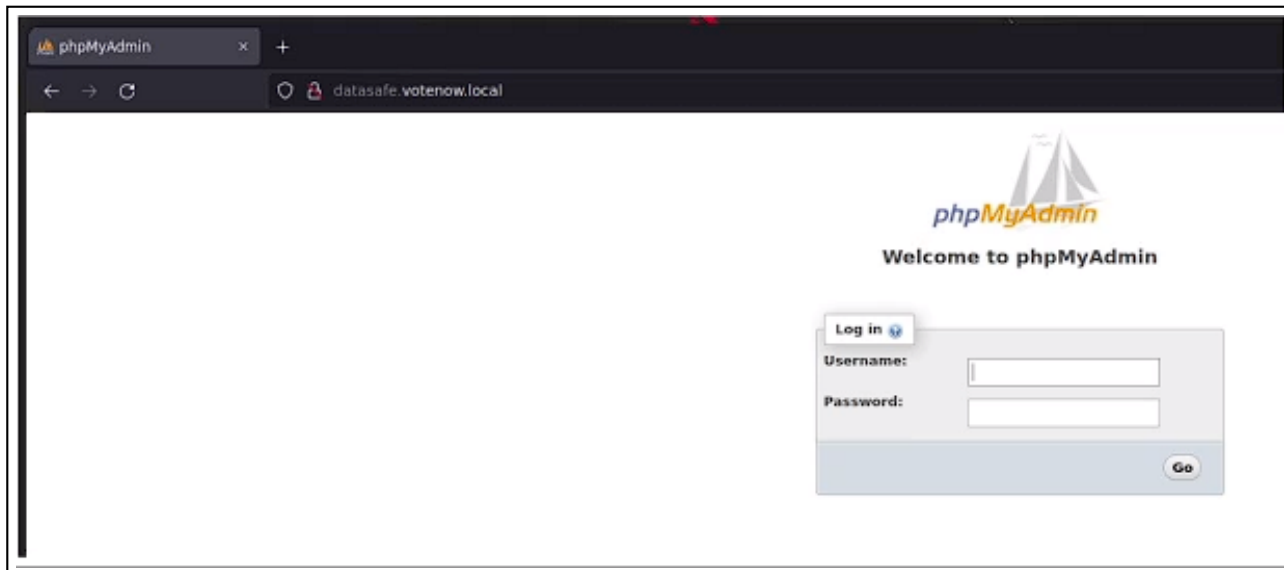 phpMyAdmin
datasafe.votenow.local
phpMyAdmin
Welcome to phpMyAdmin
Log in
Username:
Password:
Go